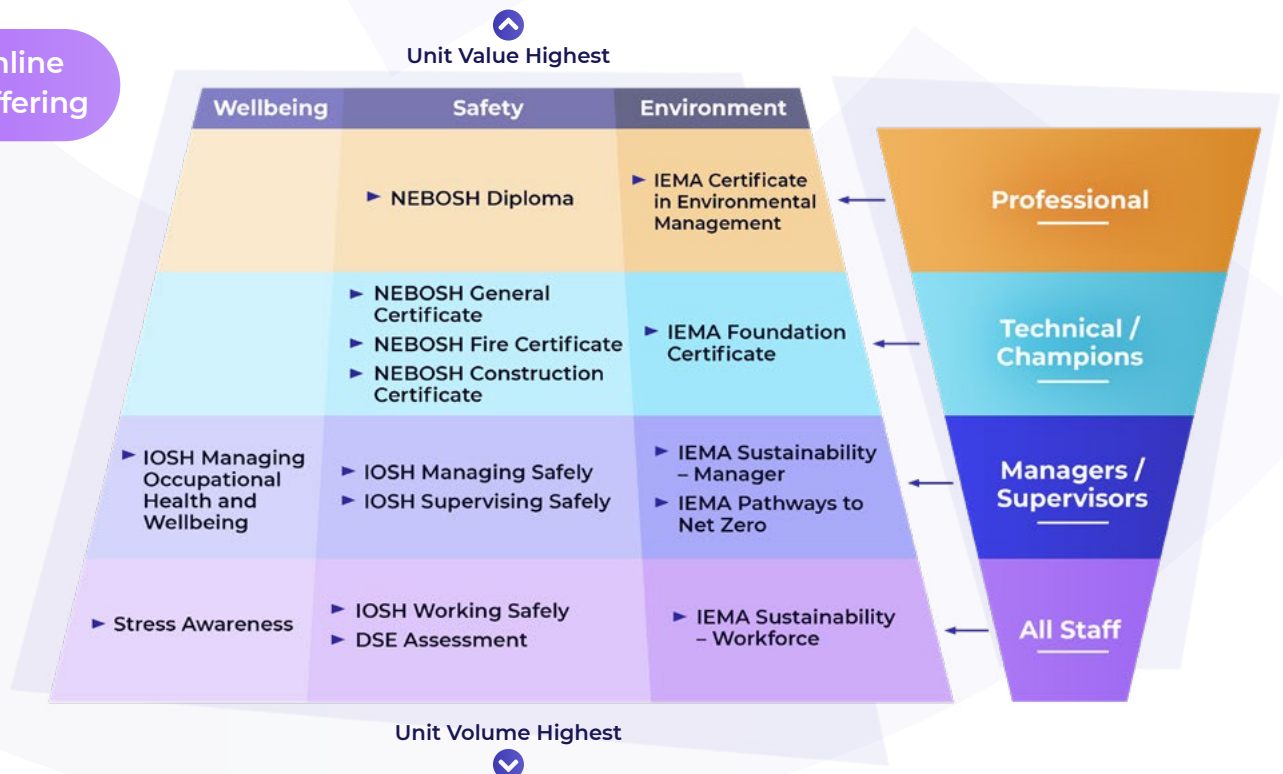 Unit Value Highest
Wellbeing
Safety
Environment
► NEBOSH Diploma
► IEMA Certificate
in Environmental
Management
Professional
► NEBOSH General
Certificate
► NEBOSH Fire Certificate
► NEBOSH Construction
Certificate
► IEMA Foundation
Certificate
Technical /
Champions
► IOSH Managing
Occupational
Health and
Wellbeing
► IOSH Managing Safely
► IOSH Supervising Safely
► IEMA Sustainability
– Manager
► IEMA Pathways to
Net Zero
Managers /
Supervisors
► Stress Awareness
► IOSH Working Safely
► DSE Assessment
► IEMA Sustainability
– Workforce
All Staff
Unit Volume Highest